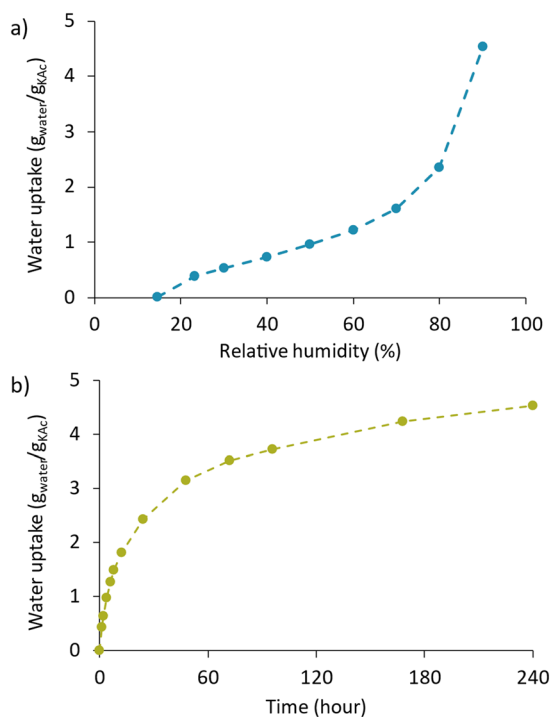 a)
Water uptake (gwater/gKAc)
5
4
3
2
1
0
0 20 40 60 80 100
Relative humidity (%)
b)
Water uptake (gwater/gKAc)
5
4
3
2
1
0
0 60 120 180 240
Time (hour)